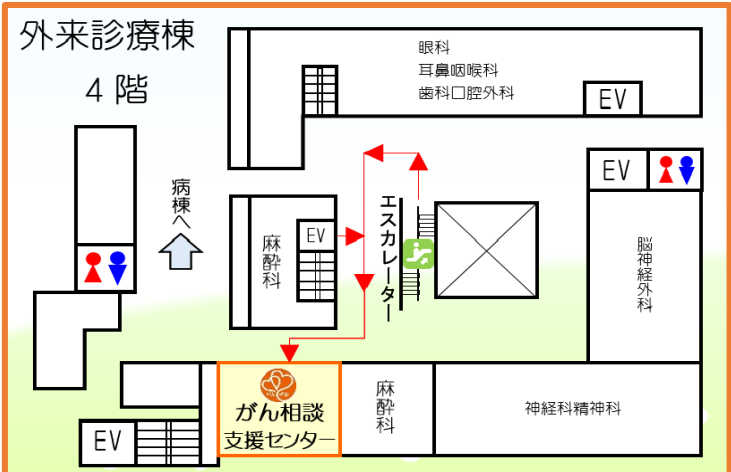 外来診療棟
4階
眼科
耳鼻咽喉科
歯科口腔外科
EV
病棟へ
麻酔科
EV
エスカレーター
EV
脳神経外科
がん相談
支援センター
麻酔科
神経科精神科
EV